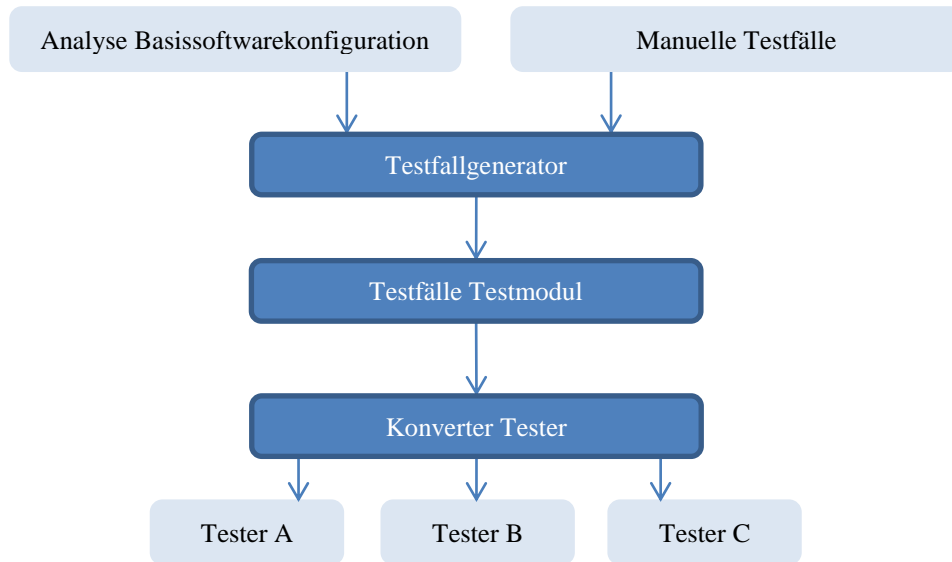 Analyse Basissoftwarekonfiguration
Manuelle Testfälle
Testfallgenerator
Testfälle Testmodul
Konverter Tester
Tester A
Tester B
Tester C